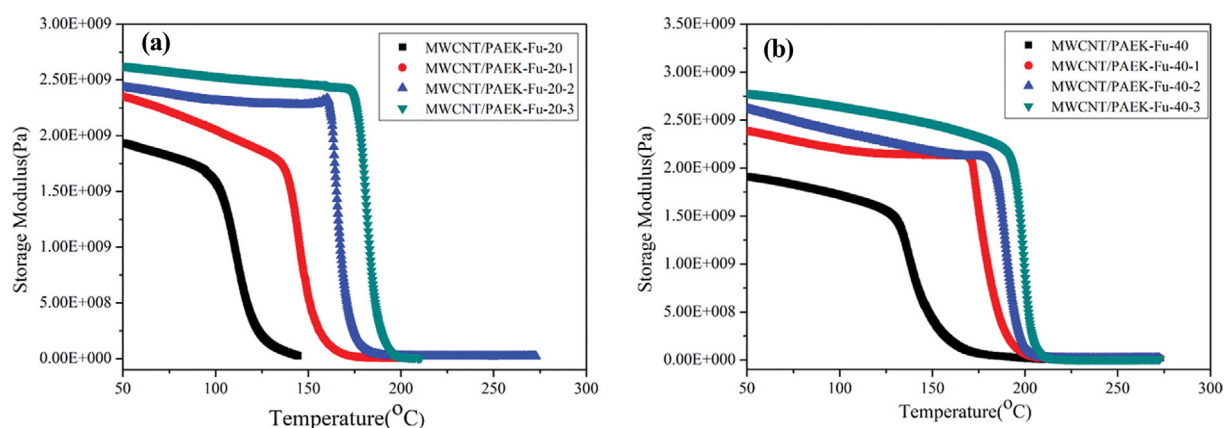 (a)
MWCNT/PAEK-Fu-20
MWCNT/PAEK-Fu-20-1
MWCNT/PAEK-Fu-20-2
MWCNT/PAEK-Fu-20-3
Storage Modulus(Pa)
3.00E+009
2.50E+009
2.00E+009
1.50E+009
1.00E+009
5.00E+008
0.00E+000
50 100 150 200 250 300
Temperature(°C)
(b)
MWCNT/PAEK-Fu-40
MWCNT/PAEK-Fu-40-1
MWCNT/PAEK-Fu-40-2
MWCNT/PAEK-Fu-40-3
Storage Modulus(Pa)
3.50E+009
3.00E+009
2.50E+009
2.00E+009
1.50E+009
1.00E+009
5.00E+008
0.00E+000
50 100 150 200 250 300
Temperature(°C)